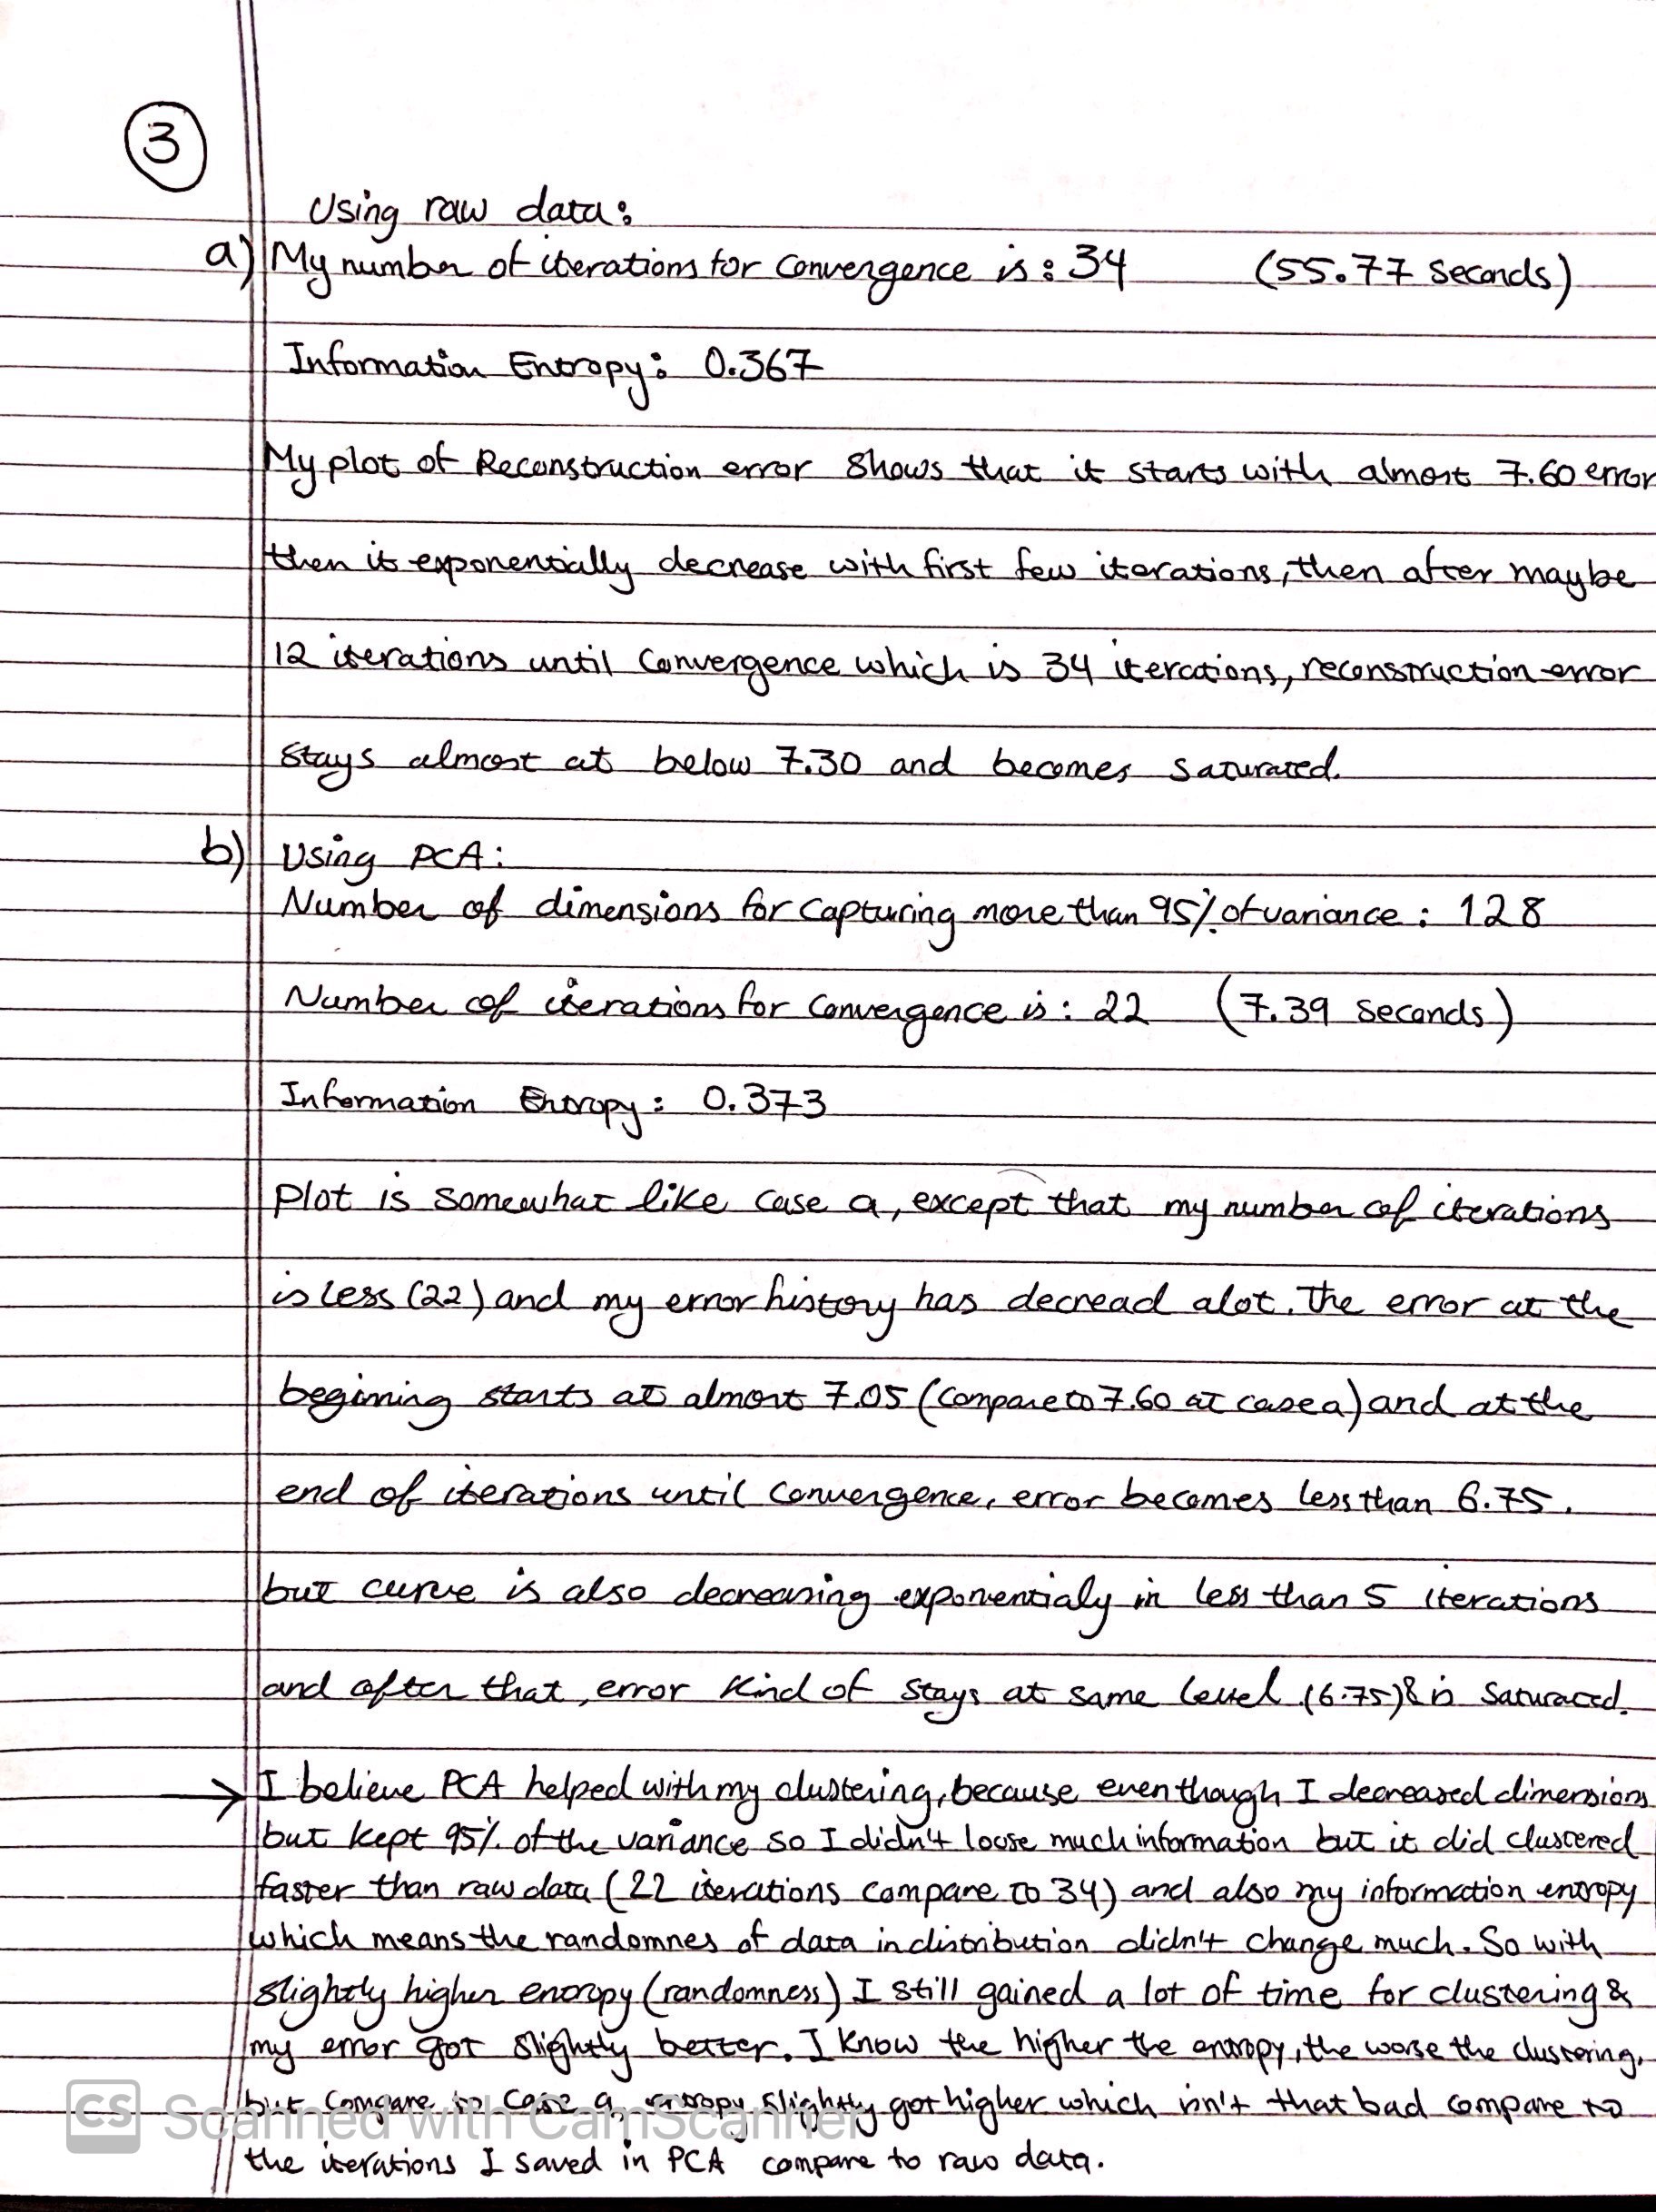 3
Using raw data:
a) My number of iterations for Convergence is : 34 (55.77 Seconds)
Information Entropy: 0.367
My plot of Reconstruction error shows that it starts with almost 7.60 error
then it exponentially decrease with first few iterations, then after maybe
12 iterations until Convergence which is 34 iterations, reconstruction error
stays almost at below 7.30 and becomes saturated.
b) Using PCA:
Number of dimensions for Capturing more than 95% of variance : 128
Number of iterations for Convergence is : 22 (7.39 Seconds)
Information Entropy : 0.373
Plot is somewhat like case a, except that my number of iterations
is less (22) and my error history has decread alot. The error at the
begining starts at almost 7.05 (Compare to 7.60 at case a) and at the
end of iterations until Convergence, error becomes less than 6.75.
but curve is also decreasing exponentialy in less than 5 iterations
and after that, error kind of stays at same level (6.75) & is Saturated.
→ I believe PCA helped with my clustering, because even though I decreased dimensions
but kept 95% of the variance so I didn't loose much information but it did clustered
faster than raw data (22 iterations compare to 34) and also my information entropy
which means the randomnes of data in distribution didn't change much. So with
slightly higher entropy (randomness) I still gained a lot of time for clustering &
my error got slightly better. I know the higher the entropy, the worse the clustering,
but Compare to Case a, entropy slightly got higher which isn't that bad compare to
the iterations I saved in PCA compare to raw data.
CS Scanned with CamScanner